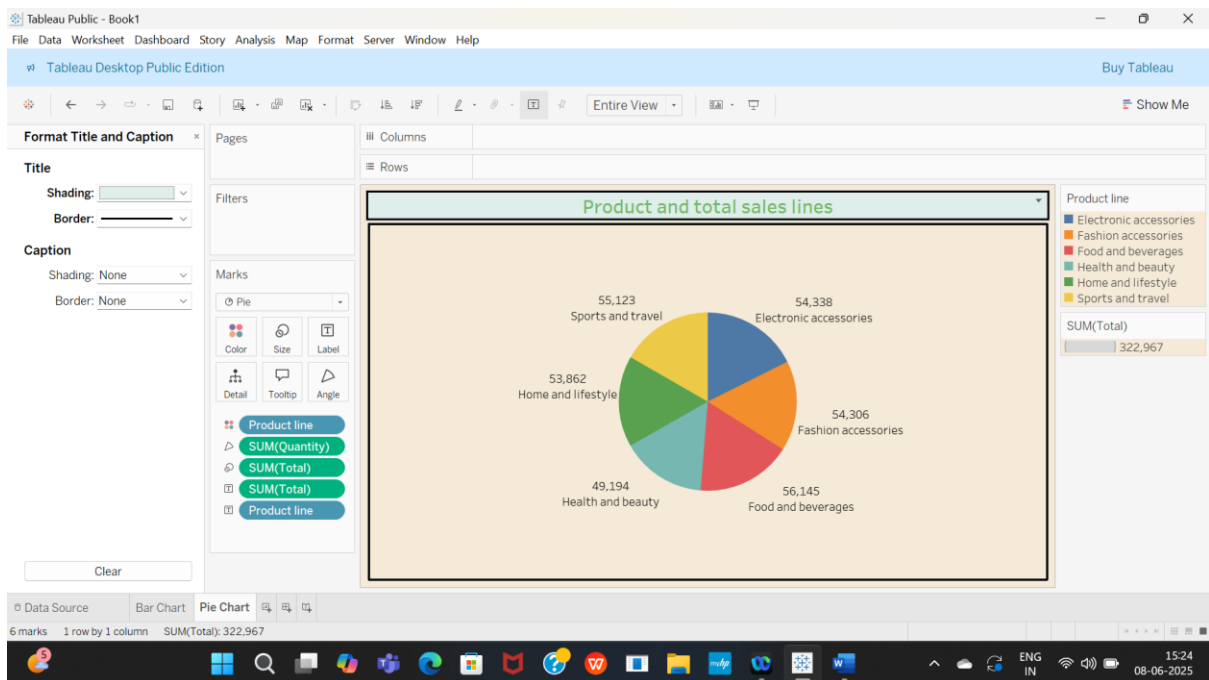 Tableau Public - Book1
File Data Worksheet Dashboard Story Analysis Map Format Server Window Help
Tableau Desktop Public Edition
Buy Tableau
Entire View
Show Me
Format Title and Caption
Title
Shading:
Border:
Caption
Shading: None
Border: None
Clear
Pages
Filters
Marks
Pie
Color Size Label
Detail Tooltip Angle
Product line
SUM(Quantity)
SUM(Total)
SUM(Total)
Product line
Columns
Rows
Product and total sales lines
55,123
Sports and travel
54,338
Electronic accessories
53,862
Home and lifestyle
54,306
Fashion accessories
49,194
Health and beauty
56,145
Food and beverages
Product line
Electronic accessories
Fashion accessories
Food and beverages
Health and beauty
Home and lifestyle
Sports and travel
SUM(Total)
322,967
Data Source Bar Chart Pie Chart
6 marks 1 row by 1 column SUM(Total): 322,967
5
myhp
ENG
IN
15:24
08-06-2025